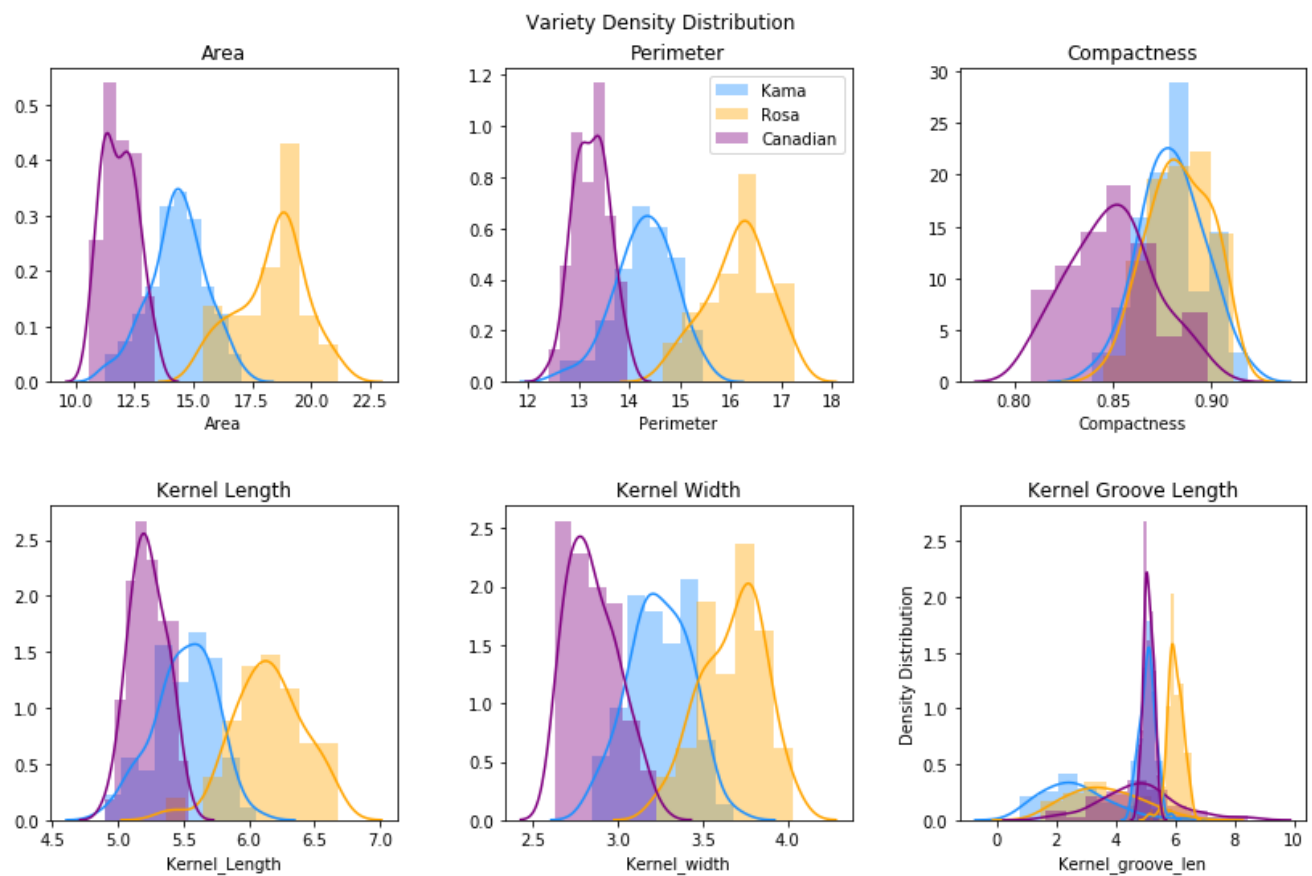 Variety Density Distribution
Area
Perimeter
Compactness
0.5
0.4
0.3
0.2
0.1
0.0
10.0 12.5 15.0 17.5 20.0 22.5
Area
1.2
1.0
0.8
0.6
0.4
0.2
0.0
Kama
Rosa
Canadian
12 13 14 15 16 17 18
Perimeter
30
25
20
15
10
5
0
0.80 0.85 0.90
Compactness
Kernel Length
Kernel Width
Kernel Groove Length
2.5
2.0
1.5
1.0
0.5
0.0
4.5 5.0 5.5 6.0 6.5 7.0
Kernel_Length
2.5
2.0
1.5
1.0
0.5
0.0
2.5 3.0 3.5 4.0
Kernel_width
Density Distribution
2.5
2.0
1.5
1.0
0.5
0.0
0 2 4 6 8 10
Kernel_groove_len